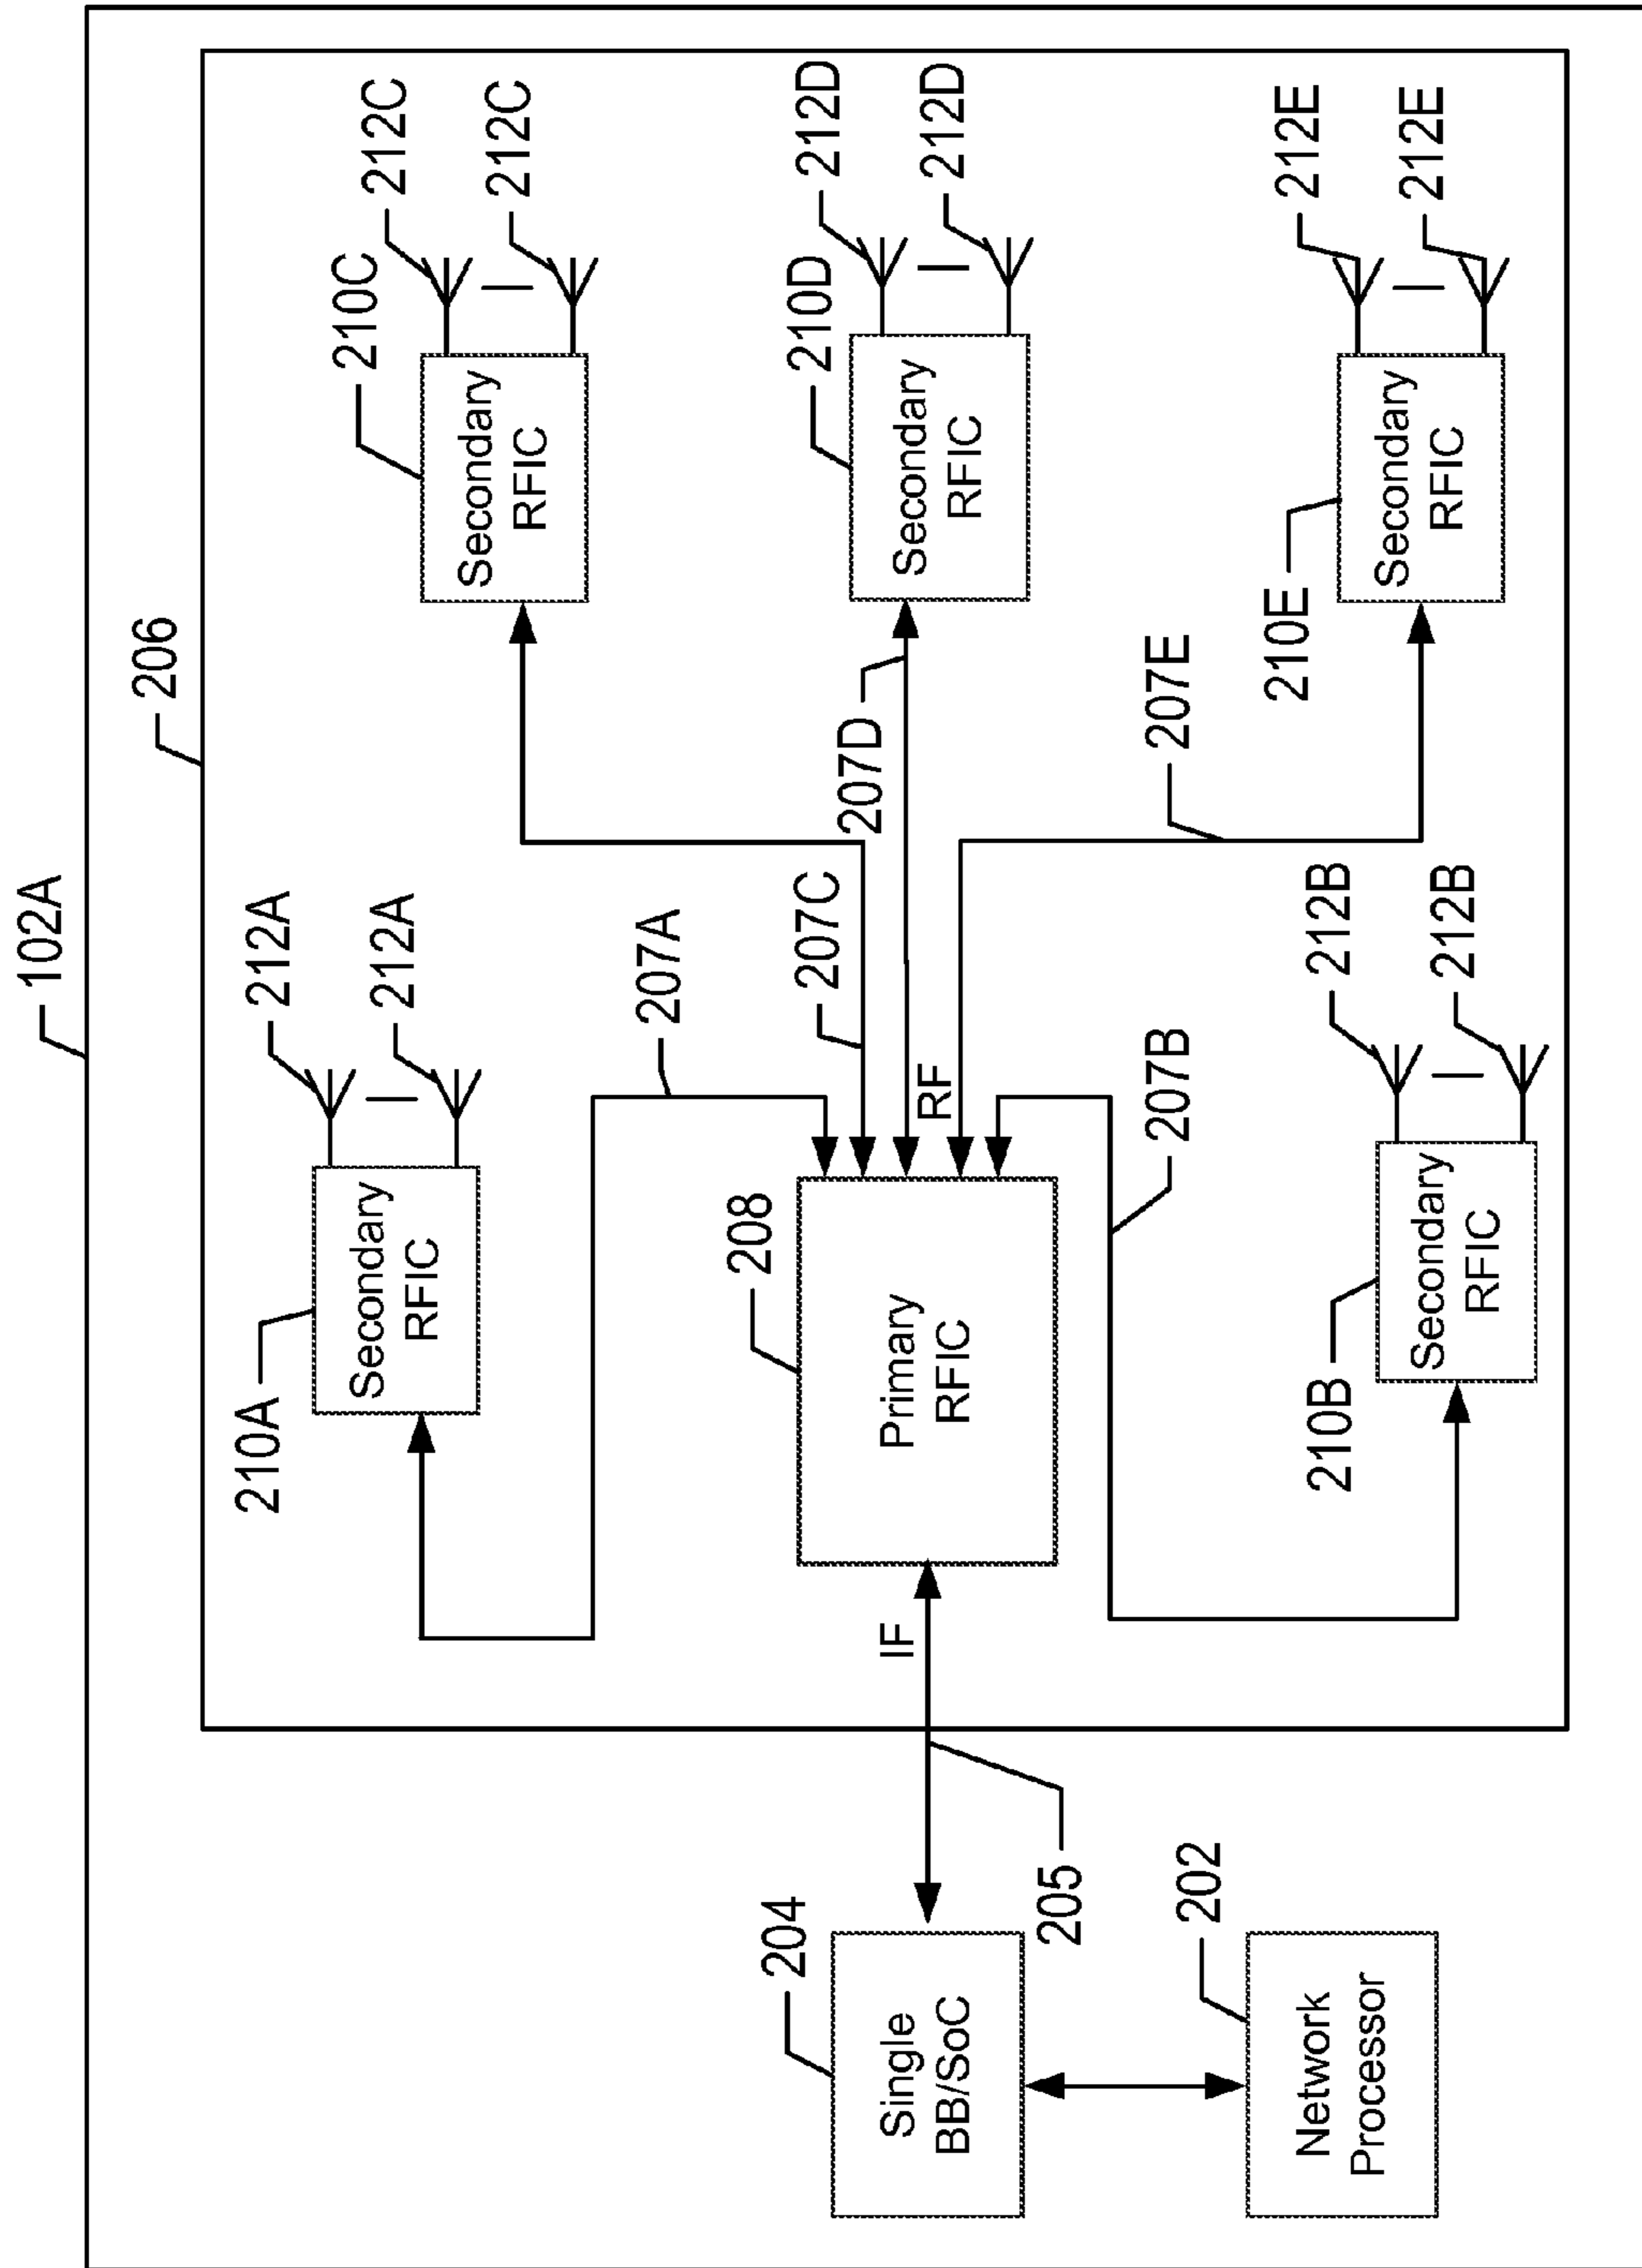 102A
206
210A
Secondary
RFIC
212A
212A
207A
210C
Secondary
RFIC
212C
212C
207C
204
Single
BB/SoC
205
IF
208
Primary
RFIC
RF
207D
210D
Secondary
RFIC
212D
212D
202
Network
Processor
210B
Secondary
RFIC
212B
212B
207B
207E
210E
Secondary
RFIC
212E
212E